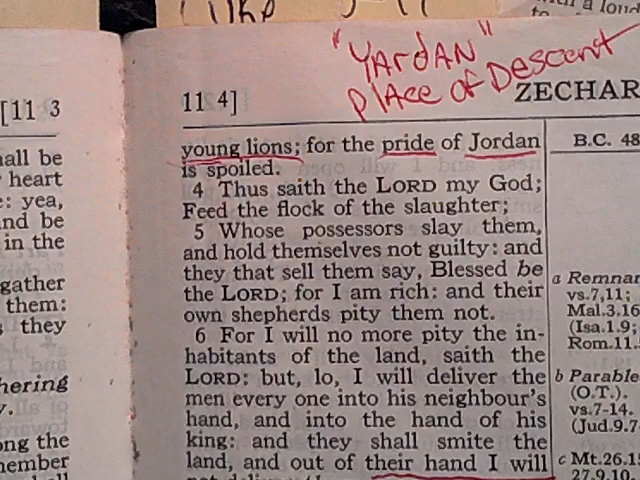 "YArdAN"
PlAce of Descent
[11 3
11 4]
ZECHAR
all be
heart
: yea,
nd be
in the
gather
them:
they
hering
y.
ong the
member
young lions; for the pride of Jordan
is spoiled.
4 Thus saith the LORD my God;
Feed the flock of the slaughter;
5 Whose possessors slay them,
and hold themselves not guilty: and
they that sell them say, Blessed be
the LORD; for I am rich: and their
own shepherds pity them not.
6 For I will no more pity the in-
habitants of the land, saith the
LORD: but, lo, I will deliver the
men every one into his neighbour's
hand, and into the hand of his
king: and they shall smite the
land, and out of their hand I will
B.C. 48
a Remnan
vs.7,11;
Mal.3.16
(Isa.1.9;
Rom.11.
b Parable
(O.T.).
vs.7-14.
(Jud.9.7
c Mt.26.15
27.9,10.